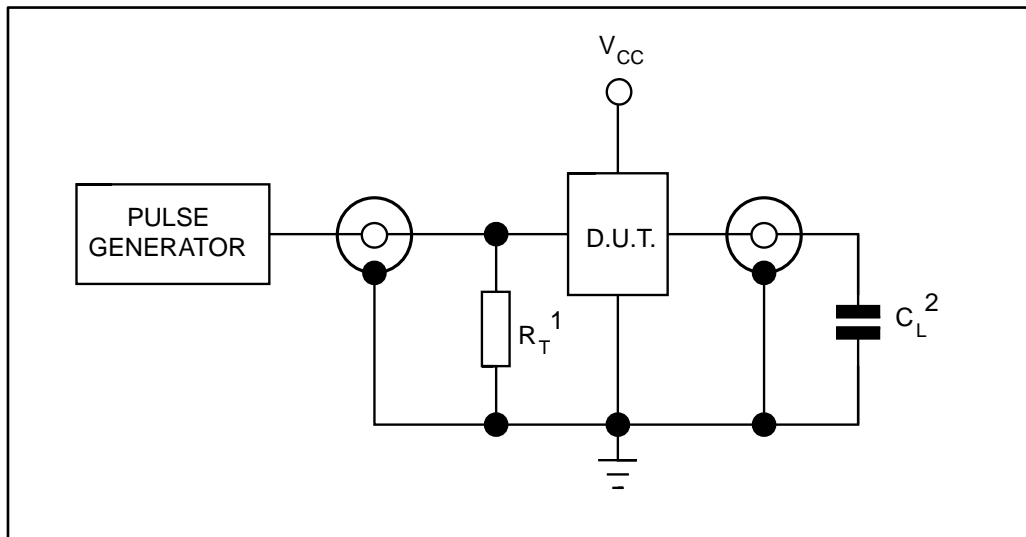 V_CC
PULSE
GENERATOR
D.U.T.
R_T^1
C_L^2